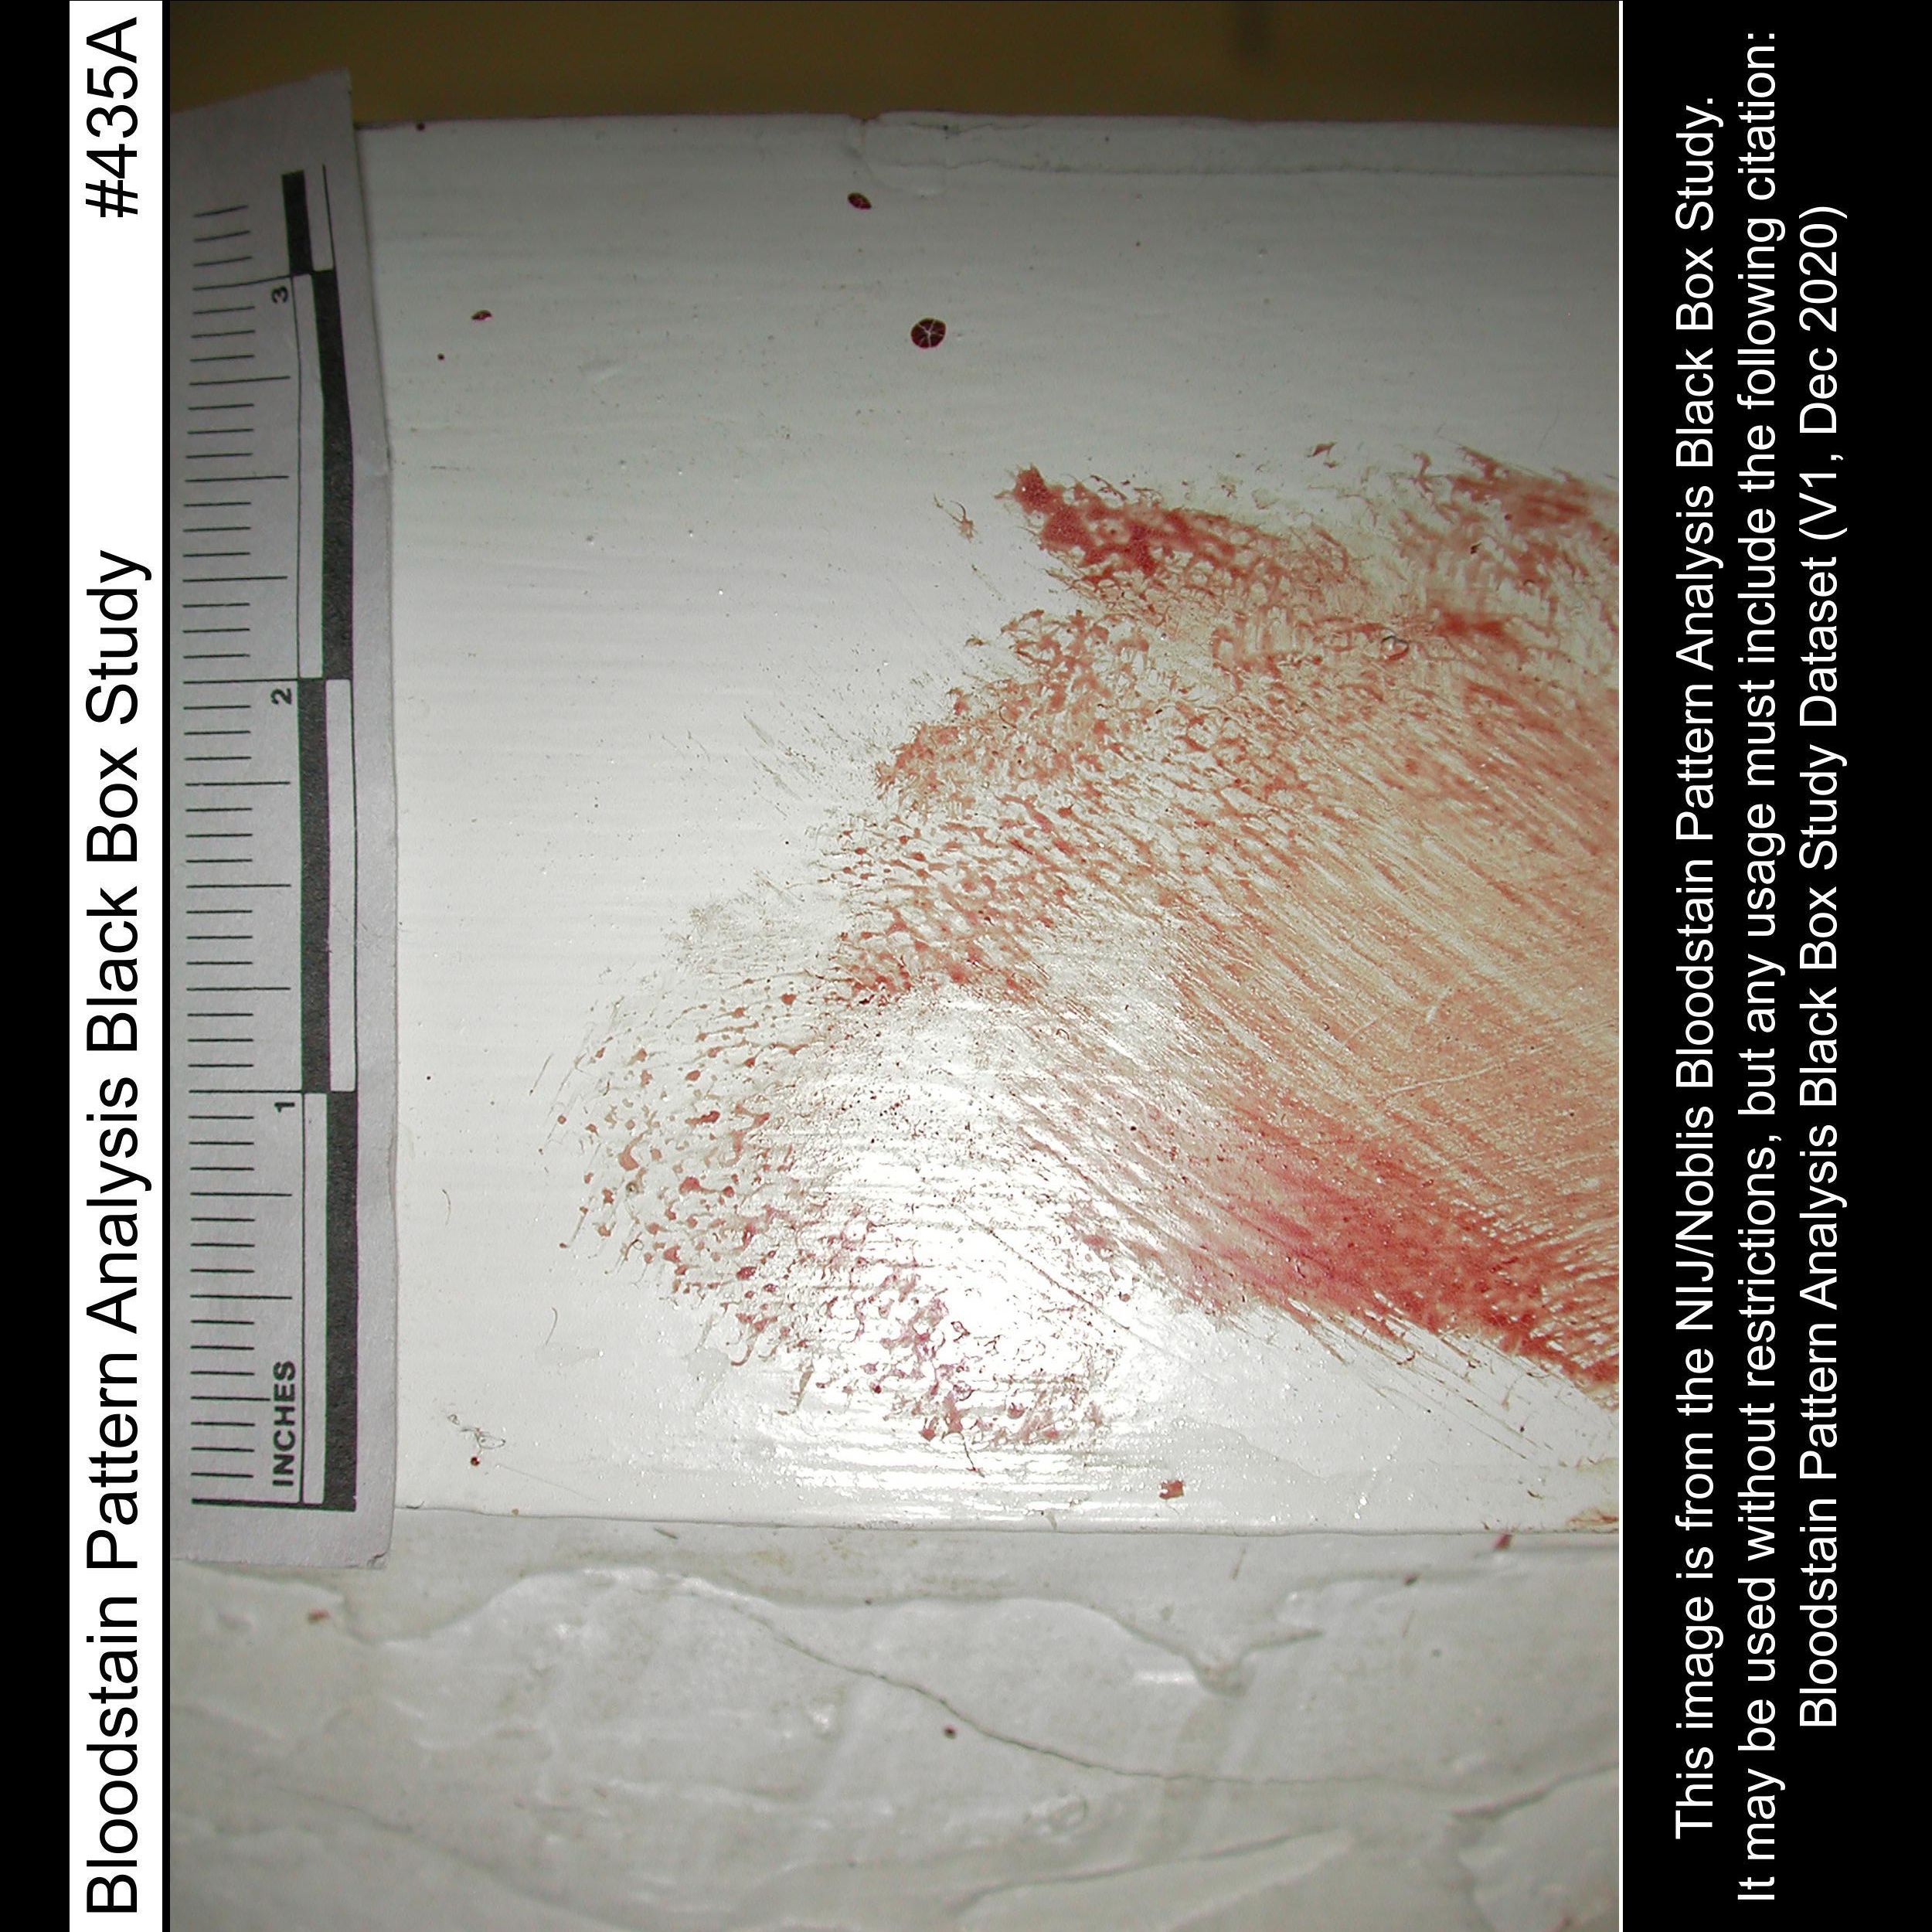 Bloodstain Pattern Analysis Black Box Study #435A
INCHES
1
2
3
This image is from the NIJ/Noblis Bloodstain Pattern Analysis Black Box Study.
It may be used without restrictions, but any usage must include the following citation:
Bloodstain Pattern Analysis Black Box Study Dataset (V1, Dec 2020)